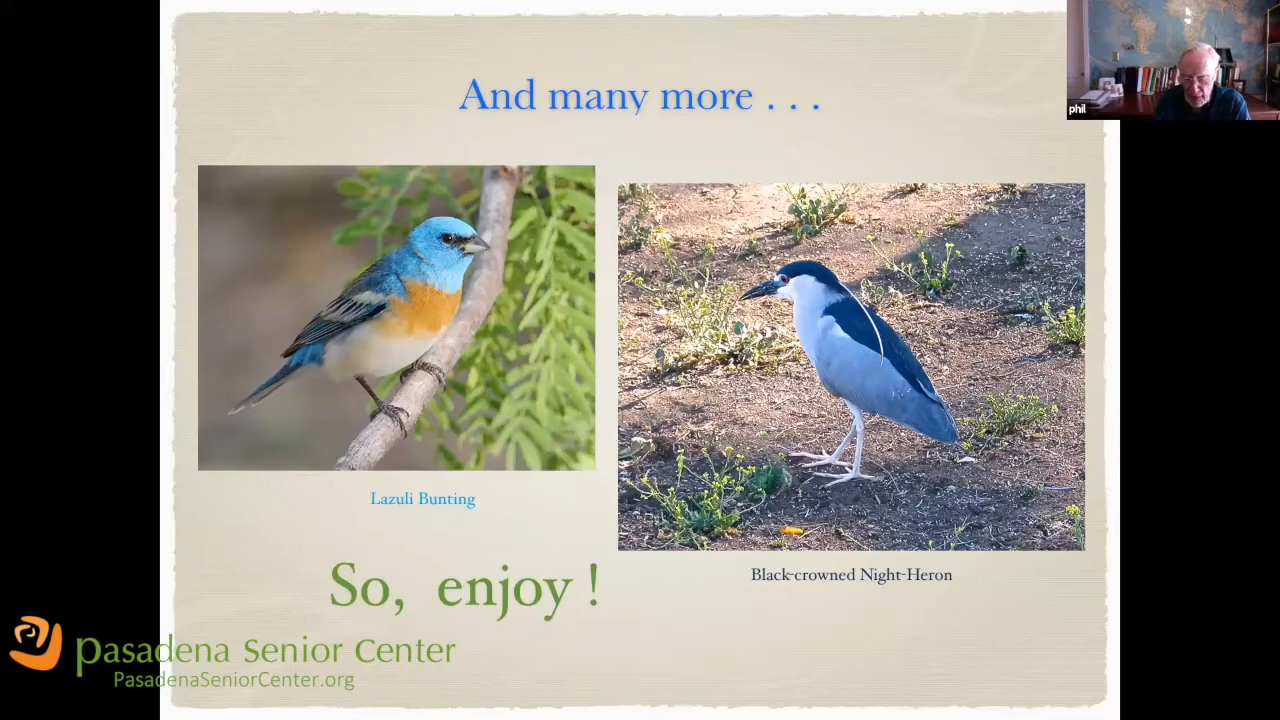 And many more . . .
phil
Lazuli Bunting
Black-crowned Night-Heron
So, enjoy !
Pasadena Senior Center
PasadenaSeniorCenter.org